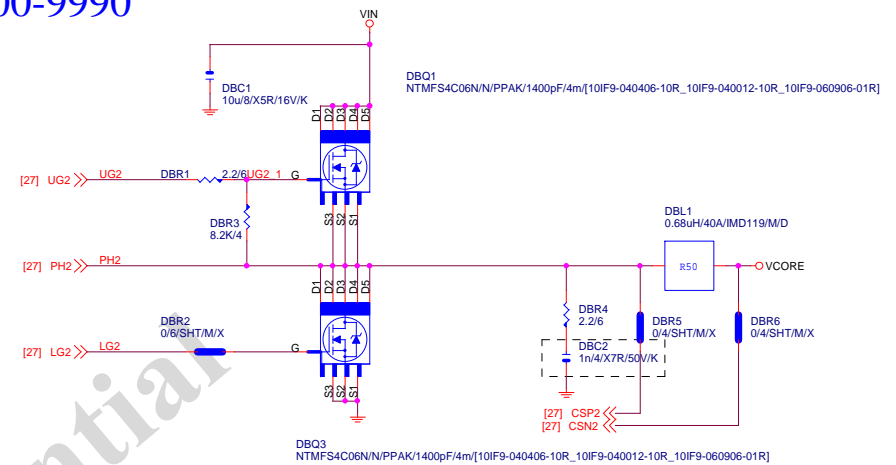 00-9990
VIN
DBC1
10u/8/X5R/16V/K
DBQ1
NTMFS4C06N/N/PPAK/1400pF/4m/[10IF9-040406-10R_10IF9-040012-10R_10IF9-060906-01R]
D1 D2 D3 D4 D5
[27] UG2 UG2 DBR1 2.2/6 UG2_1 G
S3 S2 S1
DBR3
8.2K/4
DBL1
0.68uH/40A/IMD119/M/D
[27] PH2 PH2 R50 VCORE
D1 D2 D3 D4 D5
DBR2
0/6/SHT/M/X
DBR4
2.2/6
DBR5
0/4/SHT/M/X
DBR6
0/4/SHT/M/X
[27] LG2 LG2 G
DBC2
1n/4/X7R/50V/K
S3 S2 S1
[27] CSP2
[27] CSN2
DBQ3
NTMFS4C06N/N/PPAK/1400pF/4m/[10IF9-040406-10R_10IF9-040012-10R_10IF9-060906-01R]
ential